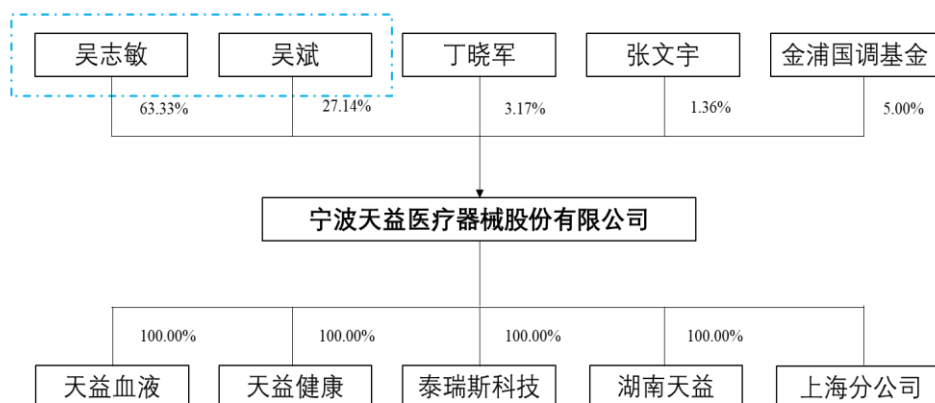 吴志敏 吴斌 丁晓军 张文宇 金浦国调基金
63.33% 27.14% 3.17% 1.36% 5.00%
宁波天益医疗器械股份有限公司
100.00% 100.00% 100.00% 100.00%
天益血液 天益健康 泰瑞斯科技 湖南天益 上海分公司